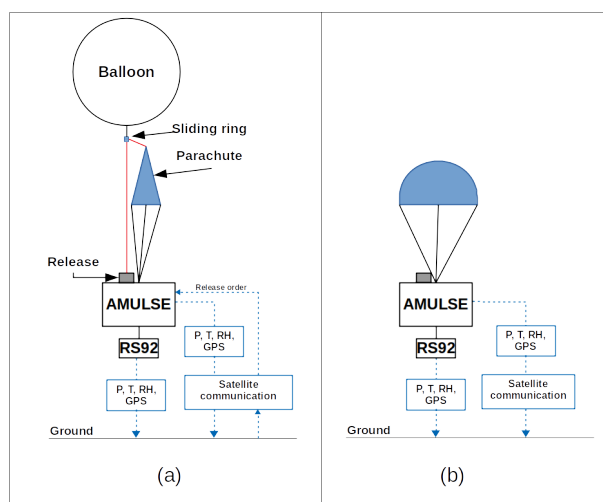 Balloon
Sliding ring
Parachute
Release
Release order
AMULSE
RS92
P, T, RH,
GPS
P, T, RH,
GPS
Satellite
communication
Ground
(a)
AMULSE
RS92
P, T, RH,
GPS
P, T, RH,
GPS
Satellite
communication
Ground
(b)